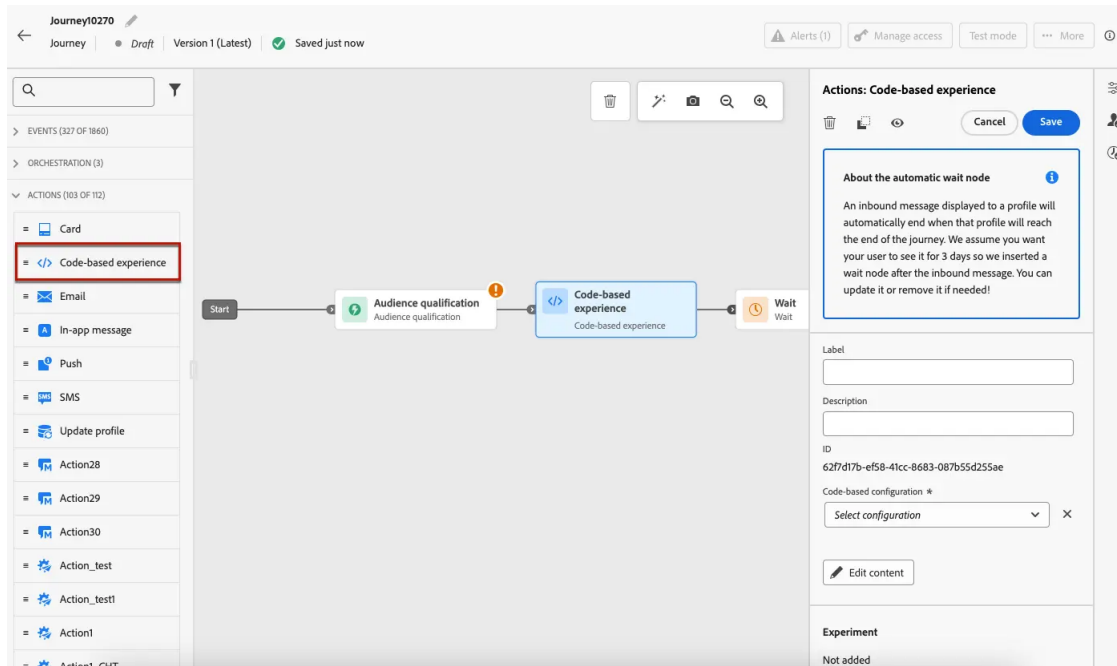 Journey10270
Journey
Draft
Version 1 (Latest)
Saved just now
Alerts (1)
Manage access
Test mode
··· More
EVENTS (327 OF 1860)
ORCHESTRATION (3)
ACTIONS (103 OF 112)
Card
Code-based experience
Email
In-app message
Push
SMS
Update profile
Action28
Action29
Action30
Action_test
Action_test1
Action1
Action1_CHT
Start
Audience qualification
Audience qualification
Code-based
experience
Code-based experience
Wait
Wait
Actions: Code-based experience
Cancel
Save
About the automatic wait node
An inbound message displayed to a profile will
automatically end when that profile will reach
the end of the journey. We assume you want
your user to see it for 3 days so we inserted a
wait node after the inbound message. You can
update it or remove it if needed!
Label
Description
ID
62f7d17b-ef58-41cc-8683-087b55d255ae
Code-based configuration *
Select configuration
Edit content
Experiment
Not added